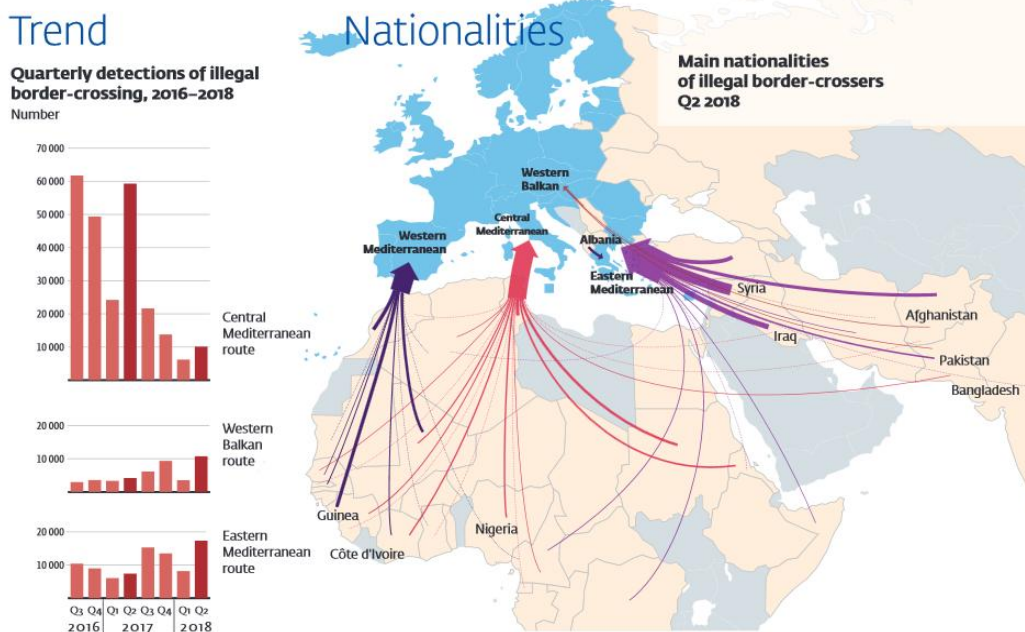 Trend
Quarterly detections of illegal
border-crossing, 2016–2018
Number
70 000
60 000
50 000
40 000
30 000
20 000
10 000
Central
Mediterranean
route
20 000
10 000
Western
Balkan
route
20 000
10 000
Eastern
Mediterranean
route
Q3 Q4 Q1 Q2 Q3 Q4 Q1 Q2
2016 2017 2018
Nationalities
Main nationalities
of illegal border-crossers
Q2 2018
Western
Balkan
Central
Mediterranean
Western
Mediterranean
Albania
Eastern
Mediterranean
Syria
Afghanistan
Iraq
Pakistan
Bangladesh
Guinea
Côte d'Ivoire
Nigeria